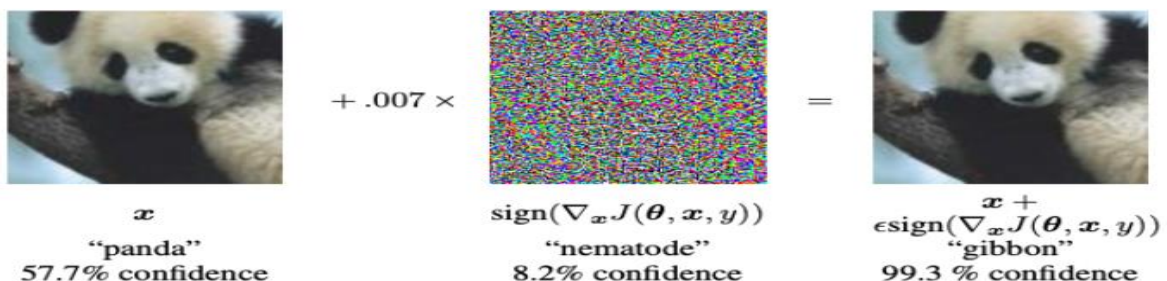 + .007 ×
=
x
sign(∇ₓJ(θ, x, y))
x +
ϵsign(∇ₓJ(θ, x, y))
“panda”
“nematode”
“gibbon”
57.7% confidence
8.2% confidence
99.3 % confidence